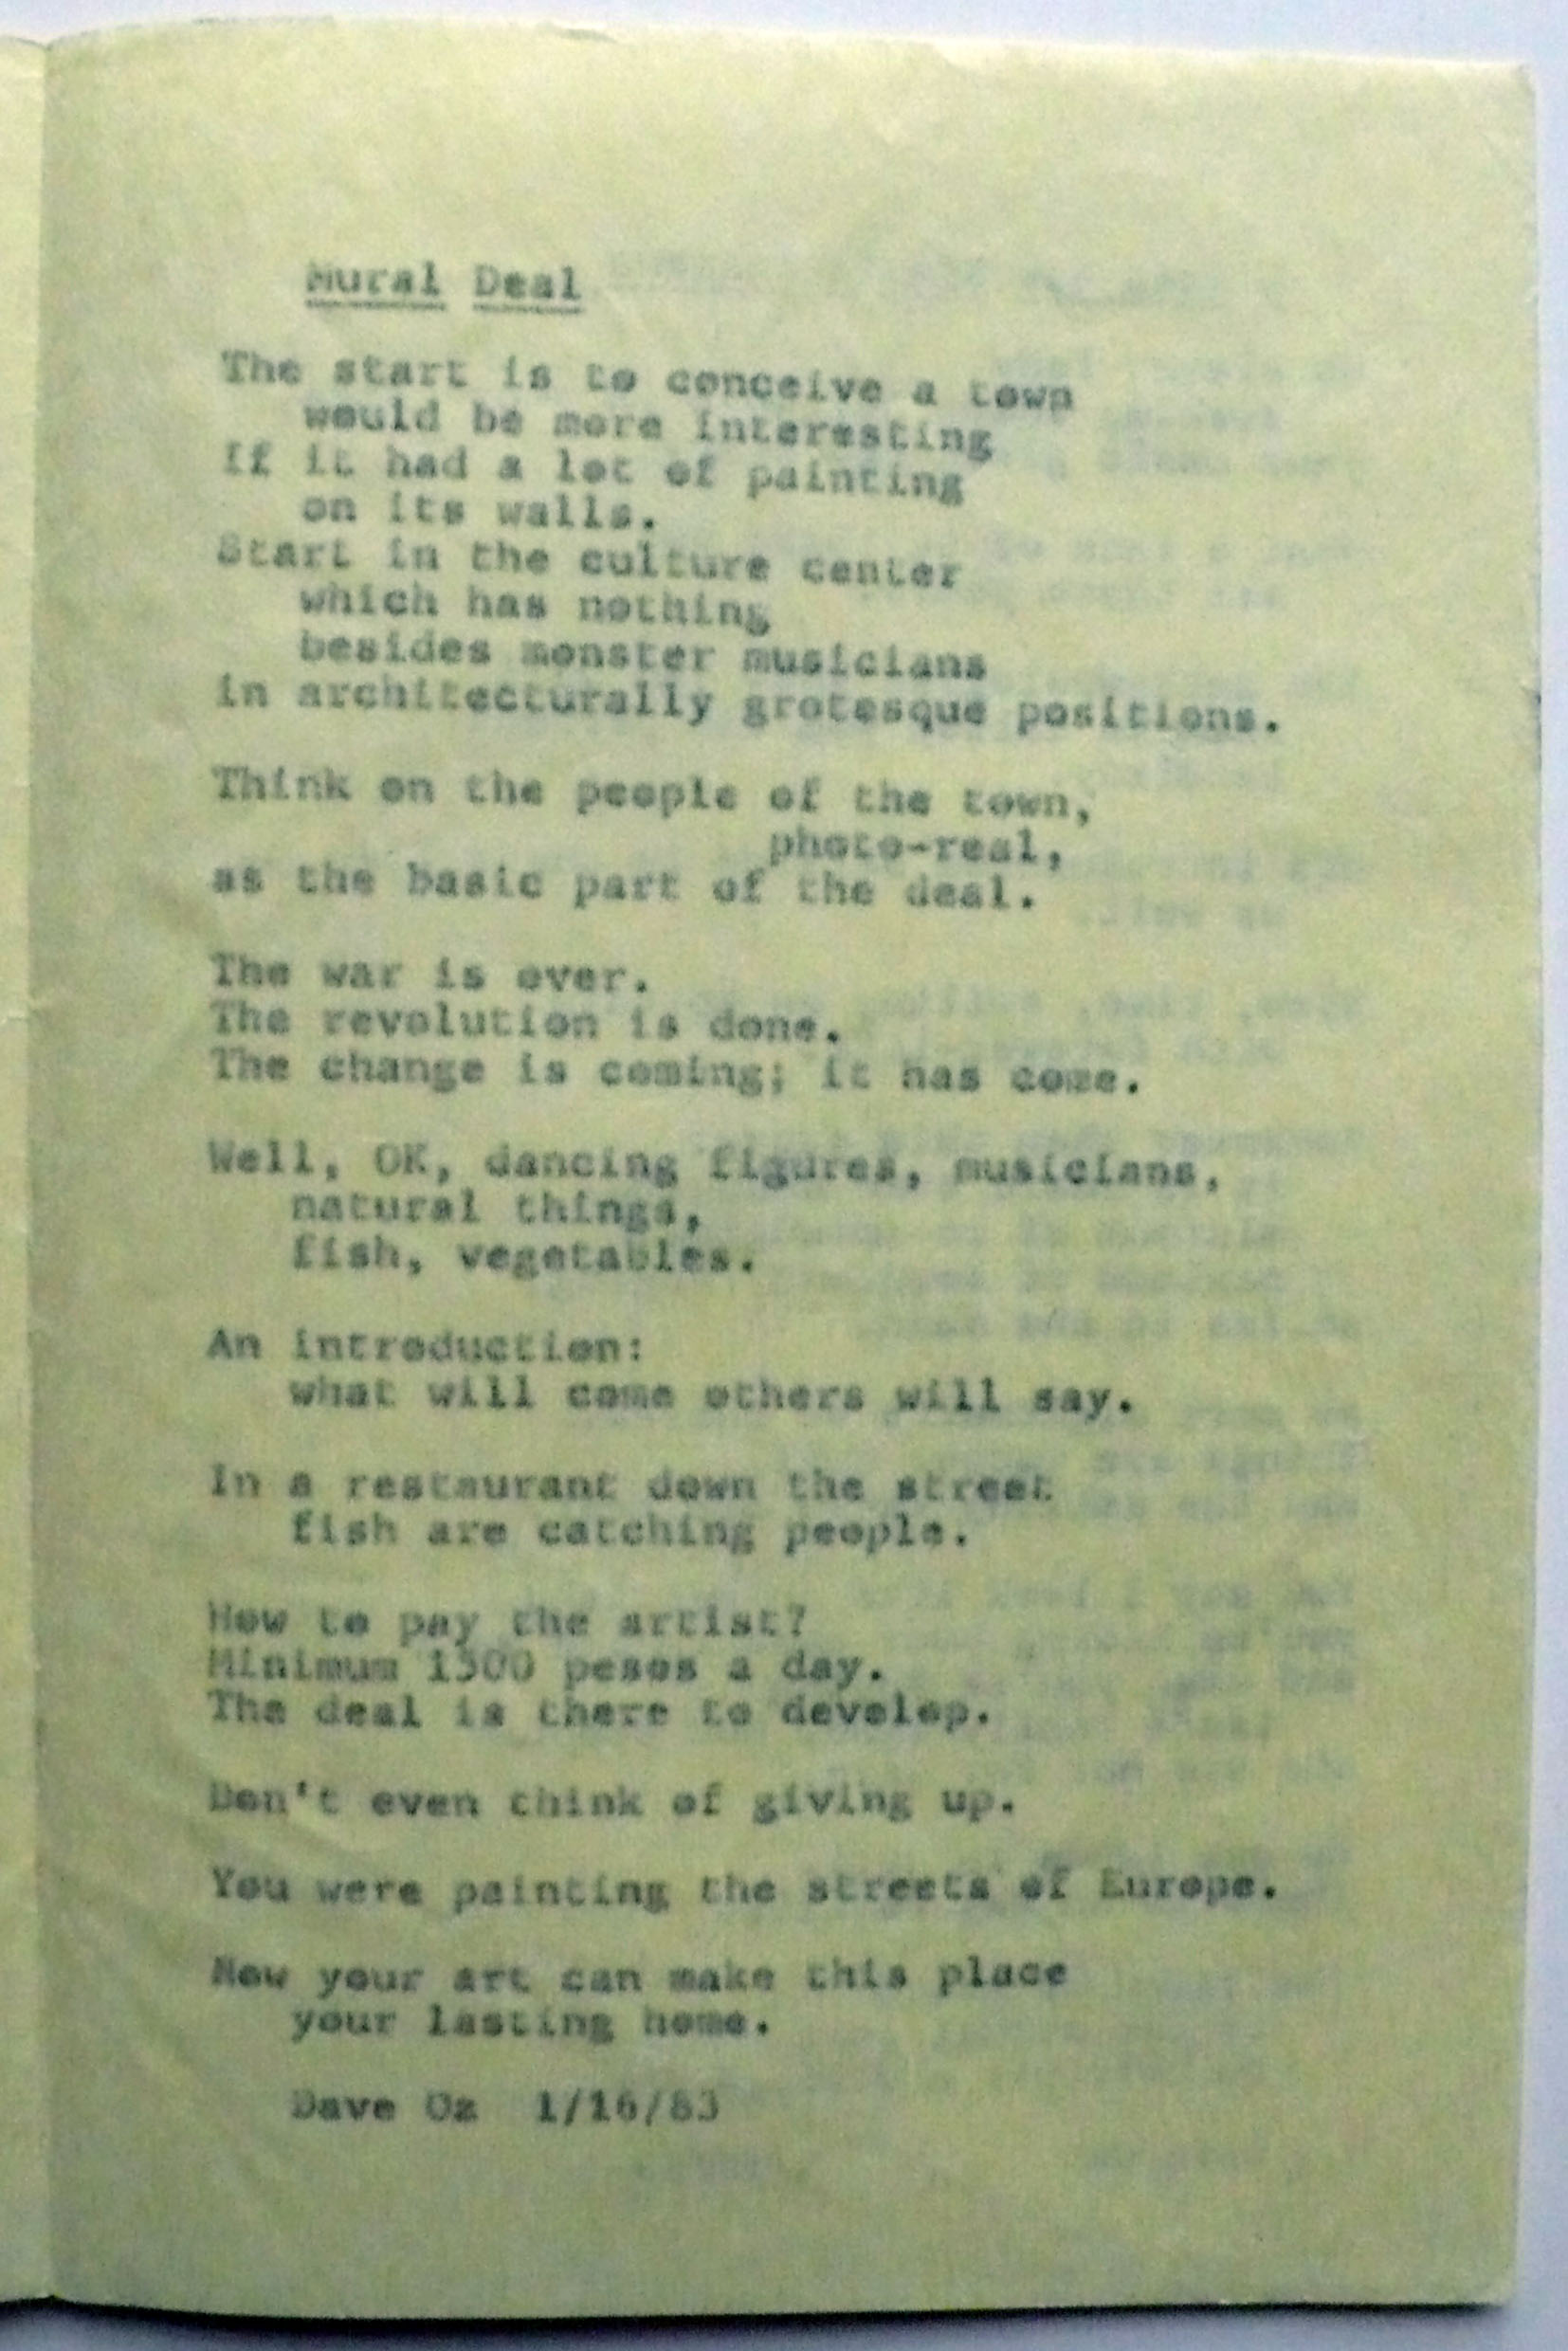 Mural Deal
The start is to conceive a town
would be more interesting
If it had a lot of painting
on its walls.
Start in the culture center
which has nothing
besides monster musicians
in architecturally grotesque positions.
Think on the people of the town,
photo-real,
as the basic part of the deal.
The war is over.
The revolution is done.
The change is coming; it has come.
Well, OK, dancing figures, musicians,
natural things,
fish, vegetables.
An introduction:
what will come others will say.
In a restaurant down the street
fish are catching people.
How to pay the artist?
Minimum 1500 pesos a day.
The deal is there to develop.
Don't even think of giving up.
You were painting the streets of Europe.
Now your art can make this place
your lasting home.
Dave Oz 1/16/83